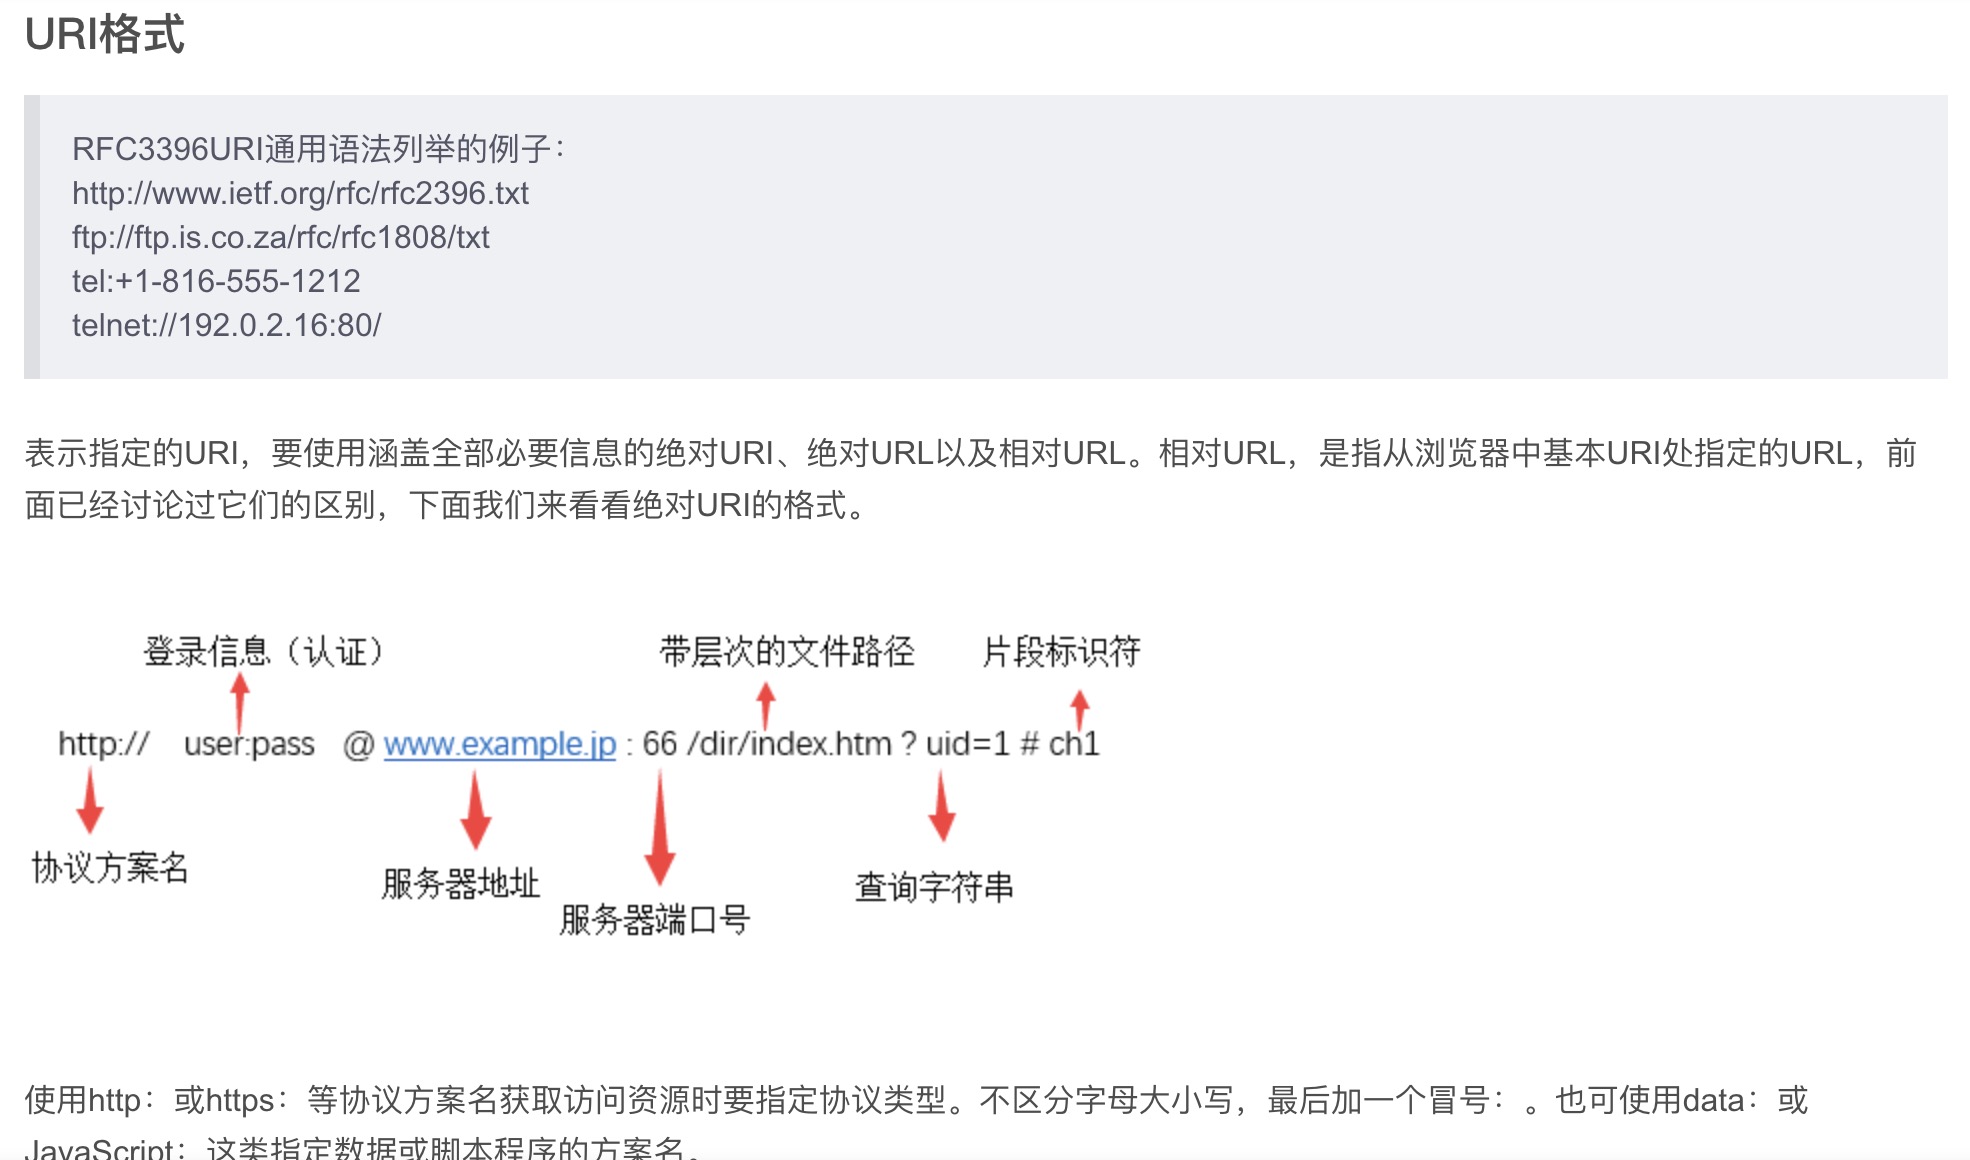 URI格式
RFC3396URI通用语法列举的例子：
http://www.ietf.org/rfc/rfc2396.txt
ftp://ftp.is.co.za/rfc/rfc1808/txt
tel:+1-816-555-1212
telnet://192.0.2.16:80/
表示指定的URI，要使用涵盖全部必要信息的绝对URI、绝对URL以及相对URL。相对URL，是指从浏览器中基本URI处指定的URL，前
面已经讨论过它们的区别，下面我们来看看绝对URI的格式。
登录信息（认证） 带层次的文件路径 片段标识符
http:// user:pass @ www.example.jp : 66 /dir/index.htm ? uid=1 # ch1
协议方案名 服务器地址 服务器端口号 查询字符串
使用http：或https：等协议方案名获取访问资源时要指定协议类型。不区分字母大小写，最后加一个冒号：。也可使用data：或
JavaScript：这类指定数据或脚本程序的方案名。